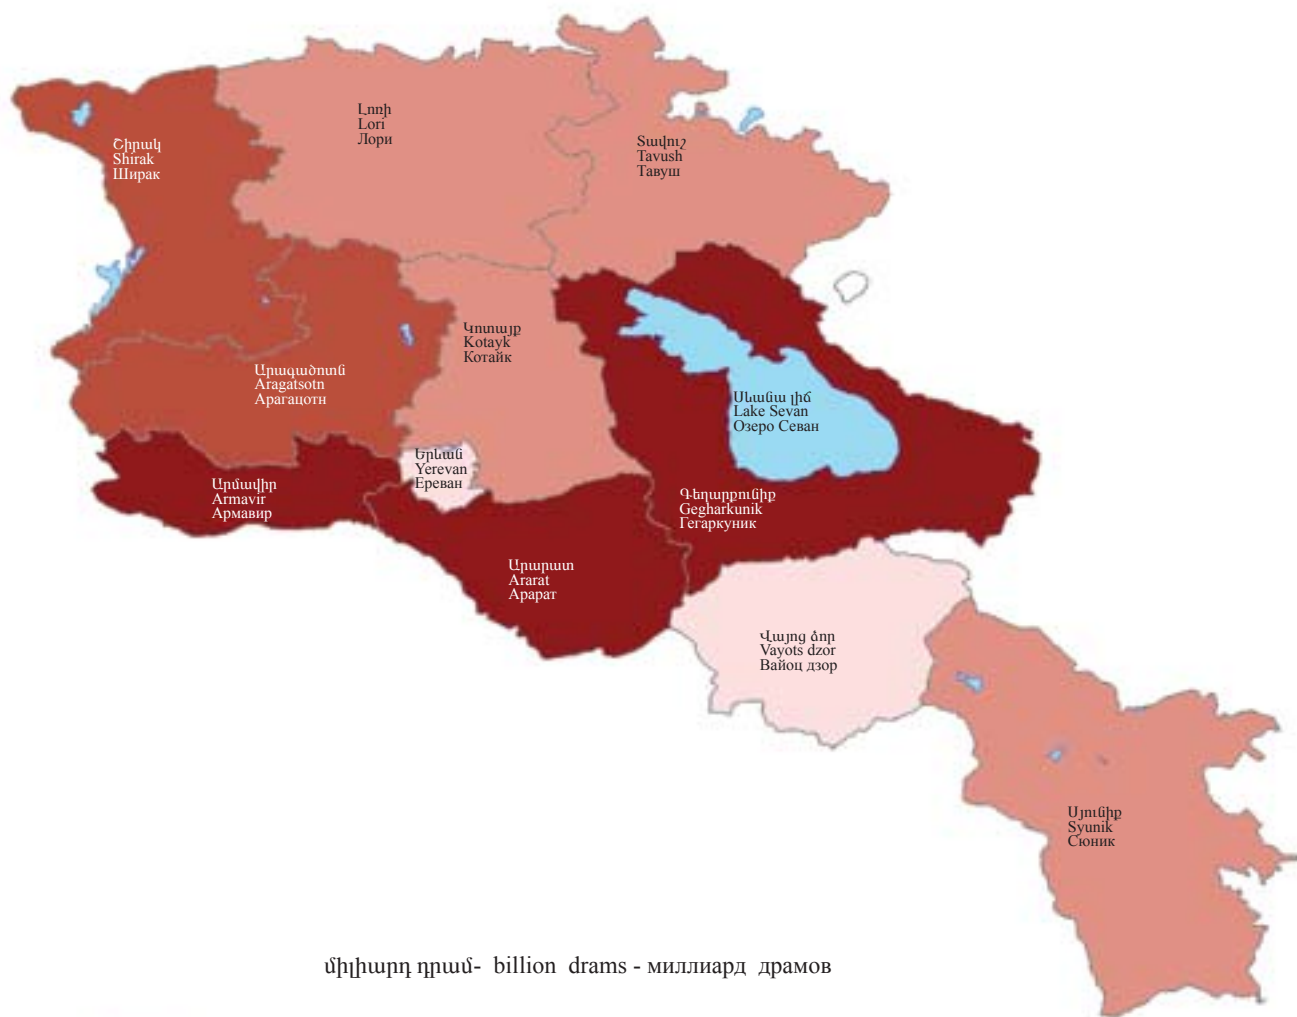 Լոռի
Lori
Лори
Տավուշ
Tavush
Тавуш
Շիրակ
Shirak
Ширак
Կոտայք
Kotayk
Котайк
Արագածոտն
Aragatsotn
Арагацотн
Սևանա լիճ
Lake Sevan
Озеро Севан
Երևան
Yerevan
Ереван
Արմավիր
Armavir
Армавир
Գեղարքունիք
Gegharkunik
Гегаркуник
Արարատ
Ararat
Арарат
Վայոց ձոր
Vayots dzor
Вайоц дзор
Սյունիք
Syunik
Сюник
միլիարդ դրամ- billion drams - миллиард драмов